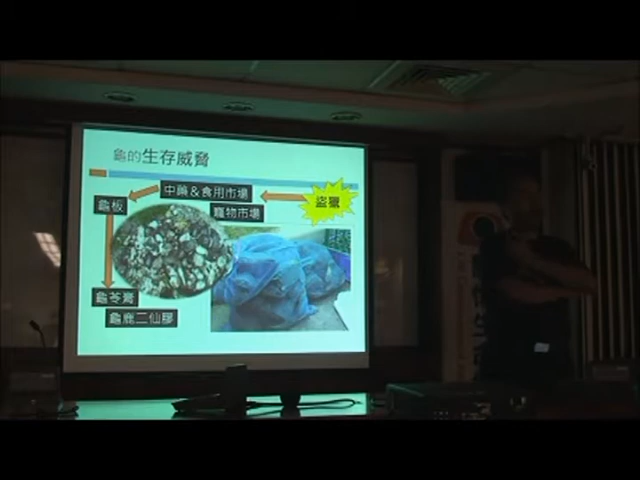 龜的生存威脅
中藥＆食用市場
盜獵
龜板
寵物市場
龜苓膏
龜鹿二仙膠